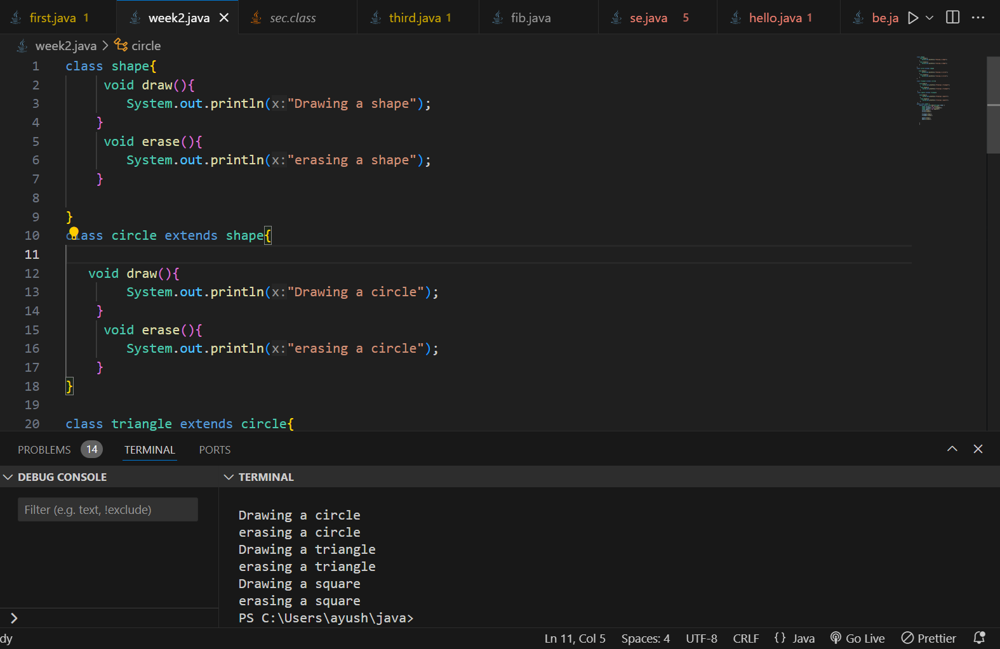 first.java 1 week2.java sec.class third.java 1 fib.java se.java 5 hello.java 1 be.ja
week2.java > circle
1 class shape{
2 void draw(){
3 System.out.println(x:"Drawing a shape");
4 }
5 void erase(){
6 System.out.println(x:"erasing a shape");
7 }
8
9 }
10 class circle extends shape{
11
12 void draw(){
13 System.out.println(x:"Drawing a circle");
14 }
15 void erase(){
16 System.out.println(x:"erasing a circle");
17 }
18 }
19
20 class triangle extends circle{
PROBLEMS 14 TERMINAL PORTS
DEBUG CONSOLE
Filter (e.g. text, !exclude)
TERMINAL
Drawing a circle
erasing a circle
Drawing a triangle
erasing a triangle
Drawing a square
erasing a square
PS C:\Users\ayush\java>
dy Ln 11, Col 5 Spaces: 4 UTF-8 CRLF {} Java Go Live Prettier